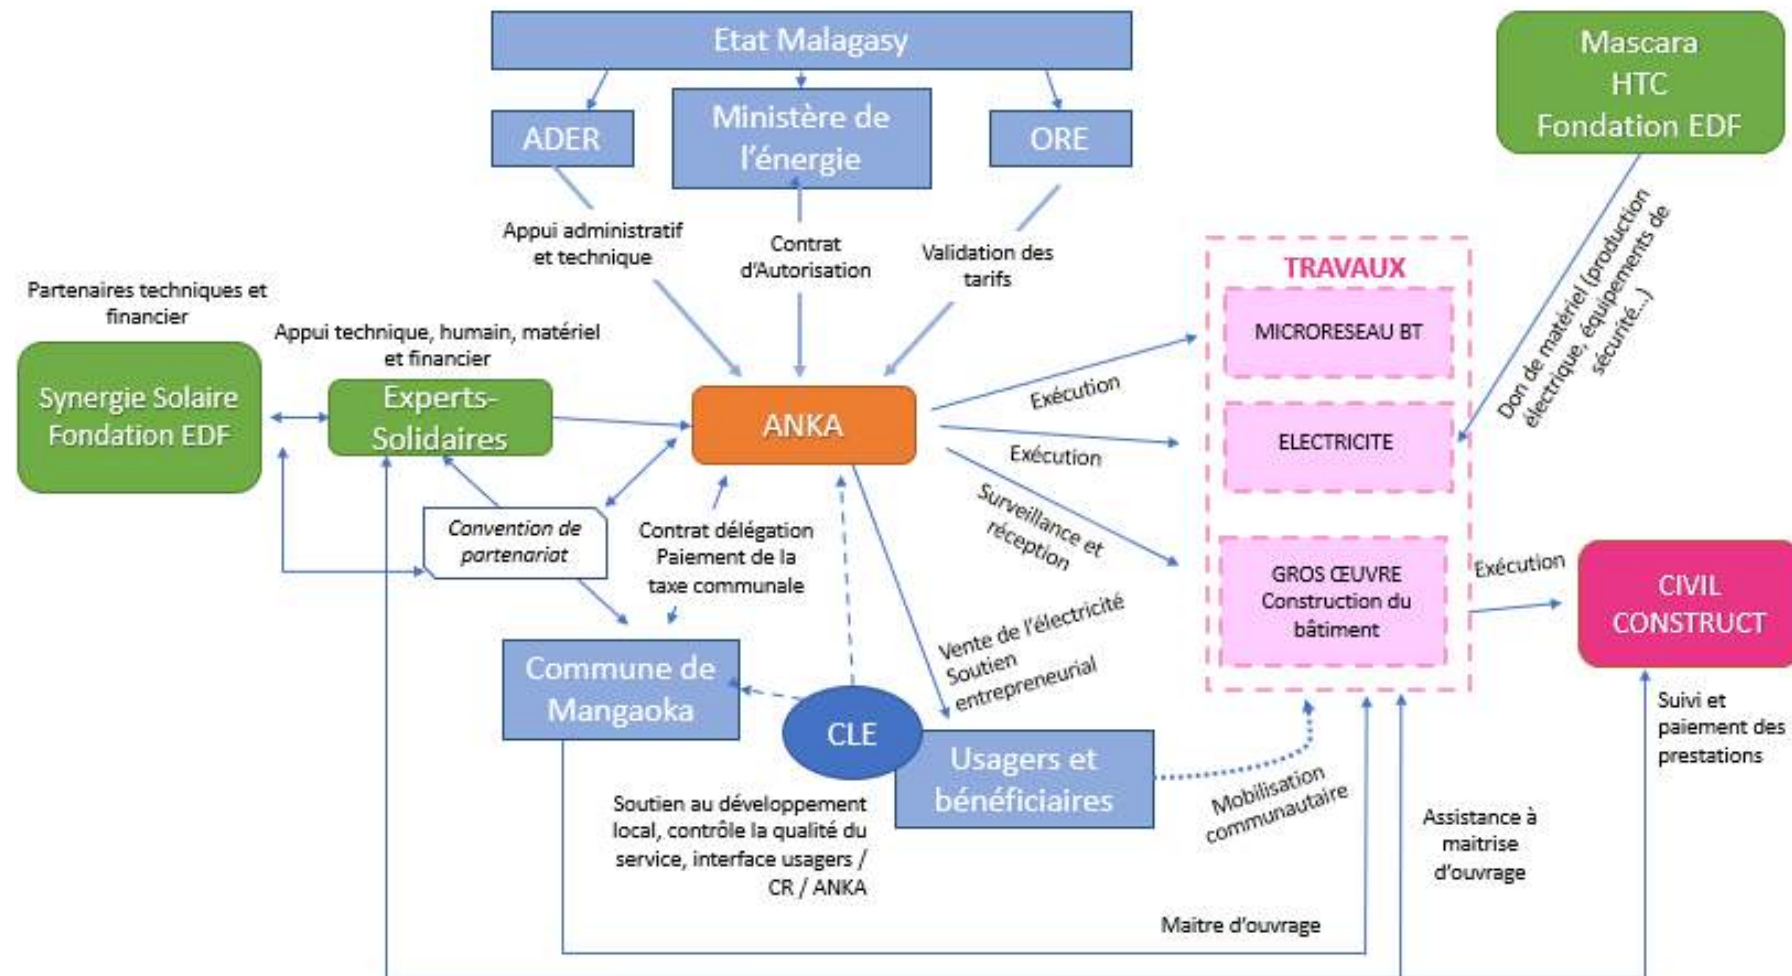 Etat Malagasy
Mascara
HTC
Fondation EDF
ADER
Ministère de
l'énergie
ORE
Appui administratif
et technique
Contrat
d'Autorisation
Validation des
tarifs
Don de matériel (production
électrique, équipements de
sécurité...)
TRAVAUX
MICRORESEAU BT
ELECTRICITE
GROS ŒUVRE
Construction du
bâtiment
Partenaires techniques et
financier
Synergie Solaire
Fondation EDF
Appui technique, humain, matériel
et financier
Experts-
Solidaires
ANKA
Exécution
Exécution
Surveillance et
réception
Convention de
partenariat
Contrat délégation
Paiement de la
taxe communale
Exécution
CIVIL
CONSTRUCT
Vente de l'électricité
Soutien
entrepreneurial
Commune de
Mangaoka
CLE
Usagers et
bénéficiaires
Suivi et
paiement des
prestations
Mobilisation
communautaire
Soutien au développement
local, contrôle la qualité du
service, interface usagers /
CR / ANKA
Assistance à
maitrise
d'ouvrage
Maitre d'ouvrage